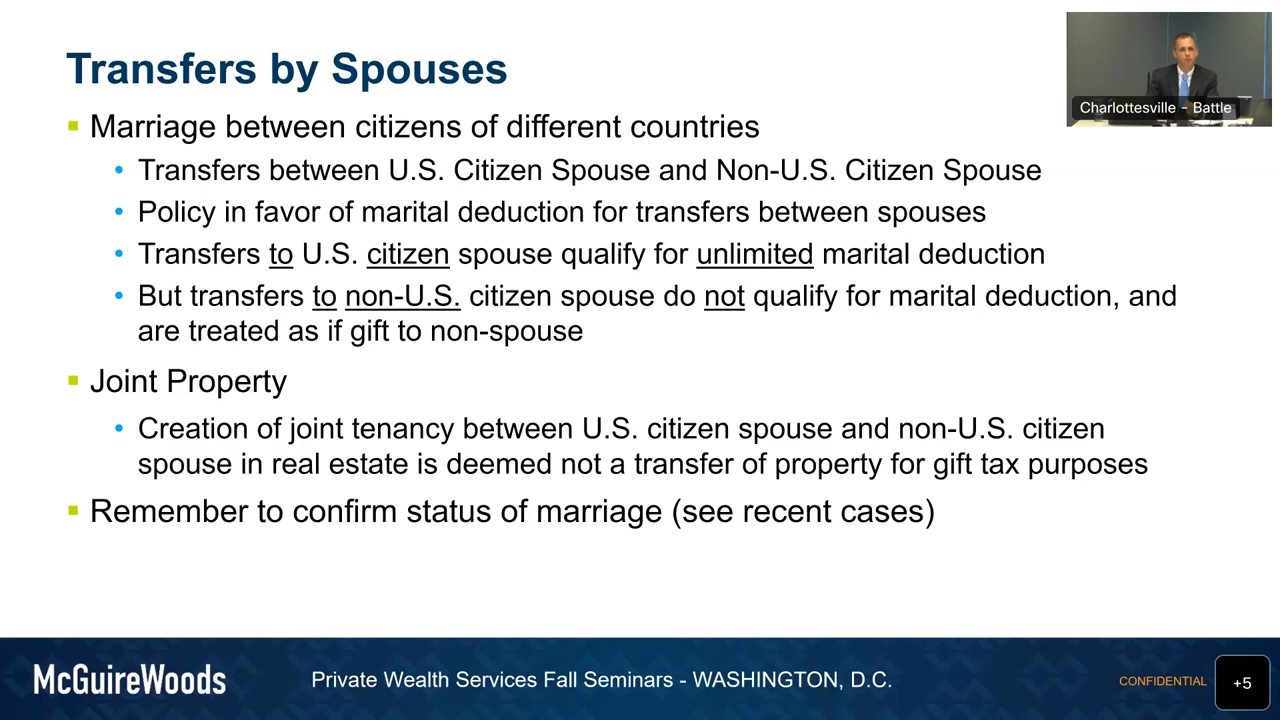 Transfers by Spouses
Charlottesville - Battle
Marriage between citizens of different countries
Transfers between U.S. Citizen Spouse and Non-U.S. Citizen Spouse
Policy in favor of marital deduction for transfers between spouses
Transfers to U.S. citizen spouse qualify for unlimited marital deduction
But transfers to non-U.S. citizen spouse do not qualify for marital deduction, and
are treated as if gift to non-spouse
Joint Property
Creation of joint tenancy between U.S. citizen spouse and non-U.S. citizen
spouse in real estate is deemed not a transfer of property for gift tax purposes
Remember to confirm status of marriage (see recent cases)
McGuireWoods
Private Wealth Services Fall Seminars - WASHINGTON, D.C.
CONFIDENTIAL
+5